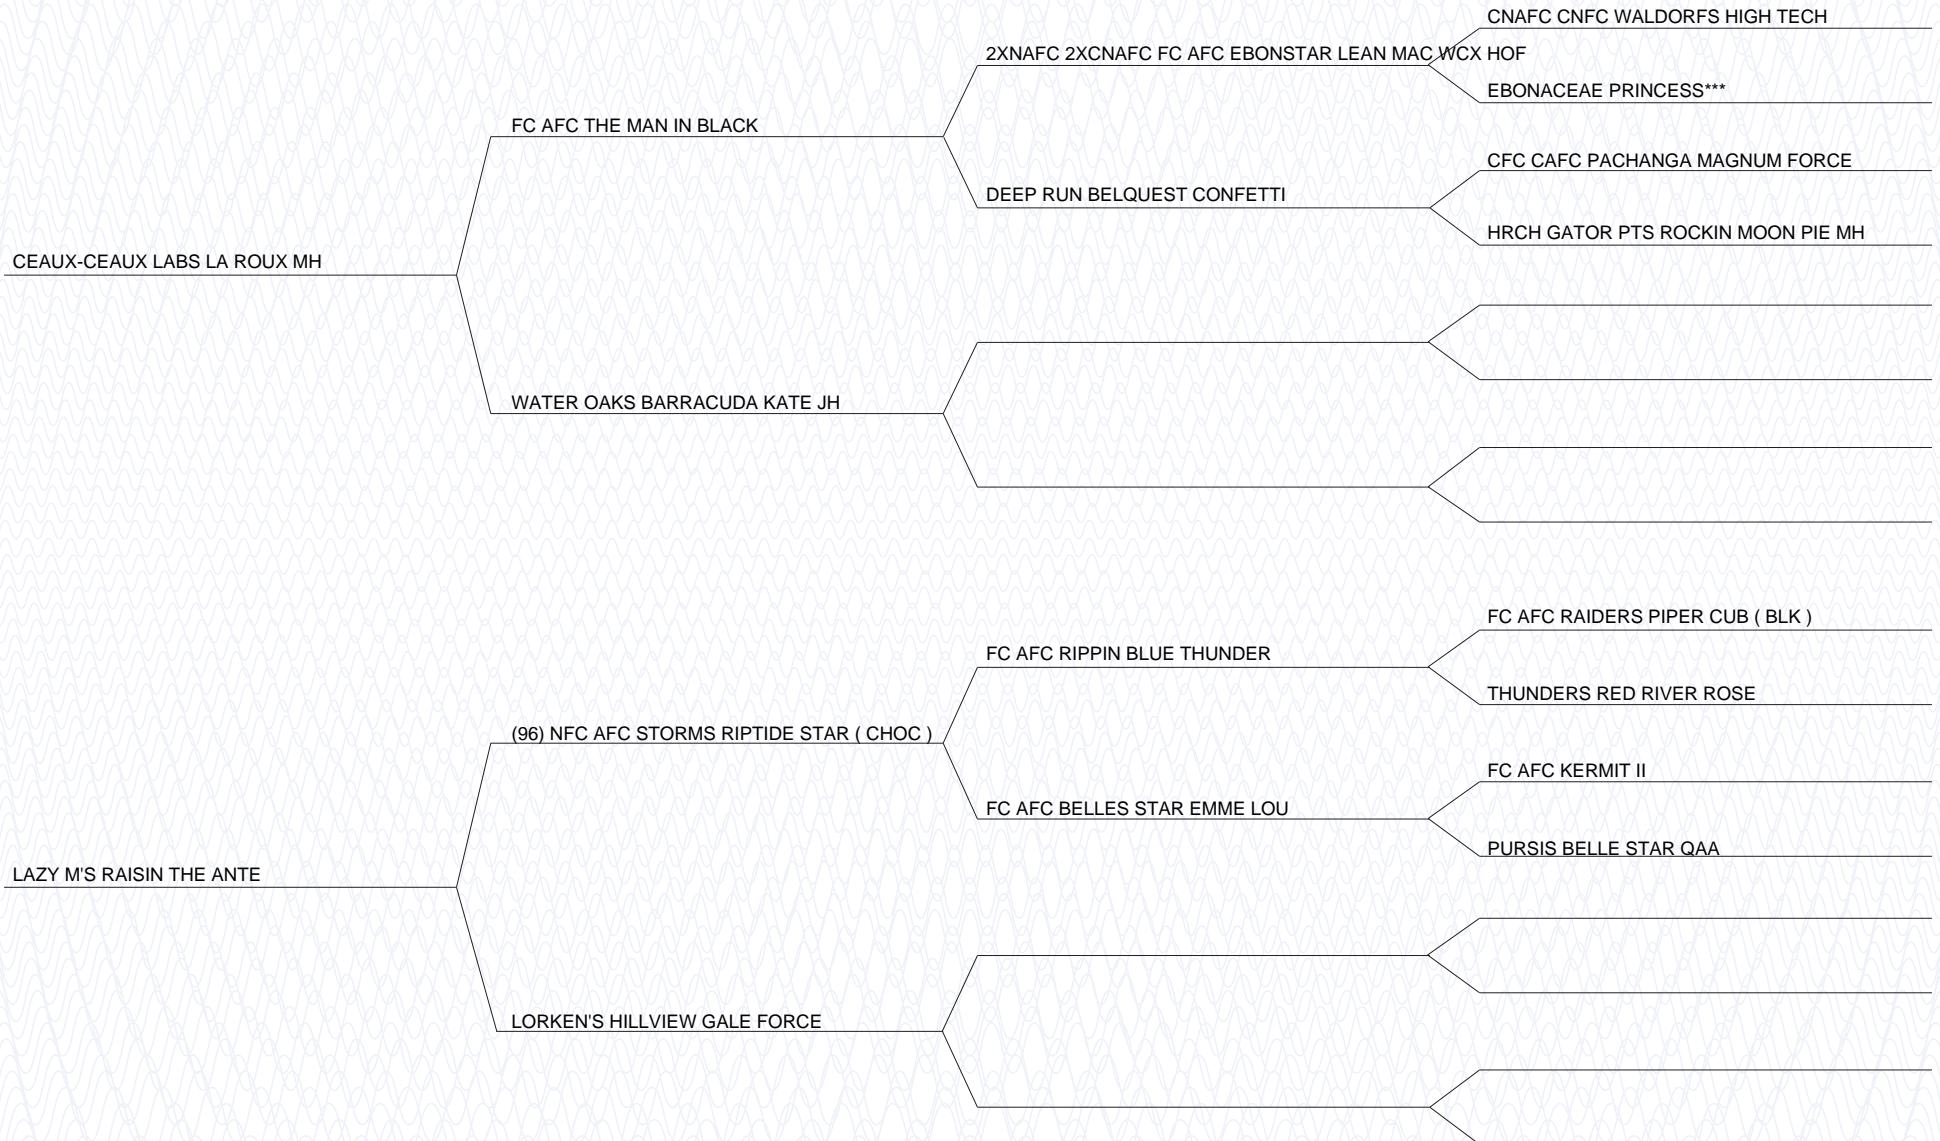 CNAFC CNFC WALDORFS HIGH TECH
2XNAFC 2XCNAFC FC AFC EBONSTAR LEAN MAC WCX HOF
EBONACEAE PRINCESS***
FC AFC THE MAN IN BLACK
CFC CAFC PACHANGA MAGNUM FORCE
DEEP RUN BELQUEST CONFETTI
HRCH GATOR PTS ROCKIN MOON PIE MH
CEAUX-CEAUX LABS LA ROUX MH
WATER OAKS BARRACUDA KATE JH
FC AFC RAIDERS PIPER CUB ( BLK )
FC AFC RIPPIN BLUE THUNDER
THUNDERS RED RIVER ROSE
(96) NFC AFC STORMS RIPTIDE STAR ( CHOC )
FC AFC KERMIT II
FC AFC BELLES STAR EMME LOU
PURSIS BELLE STAR QAA
LAZY M'S RAISIN THE ANTE
LORKEN'S HILLVIEW GALE FORCE